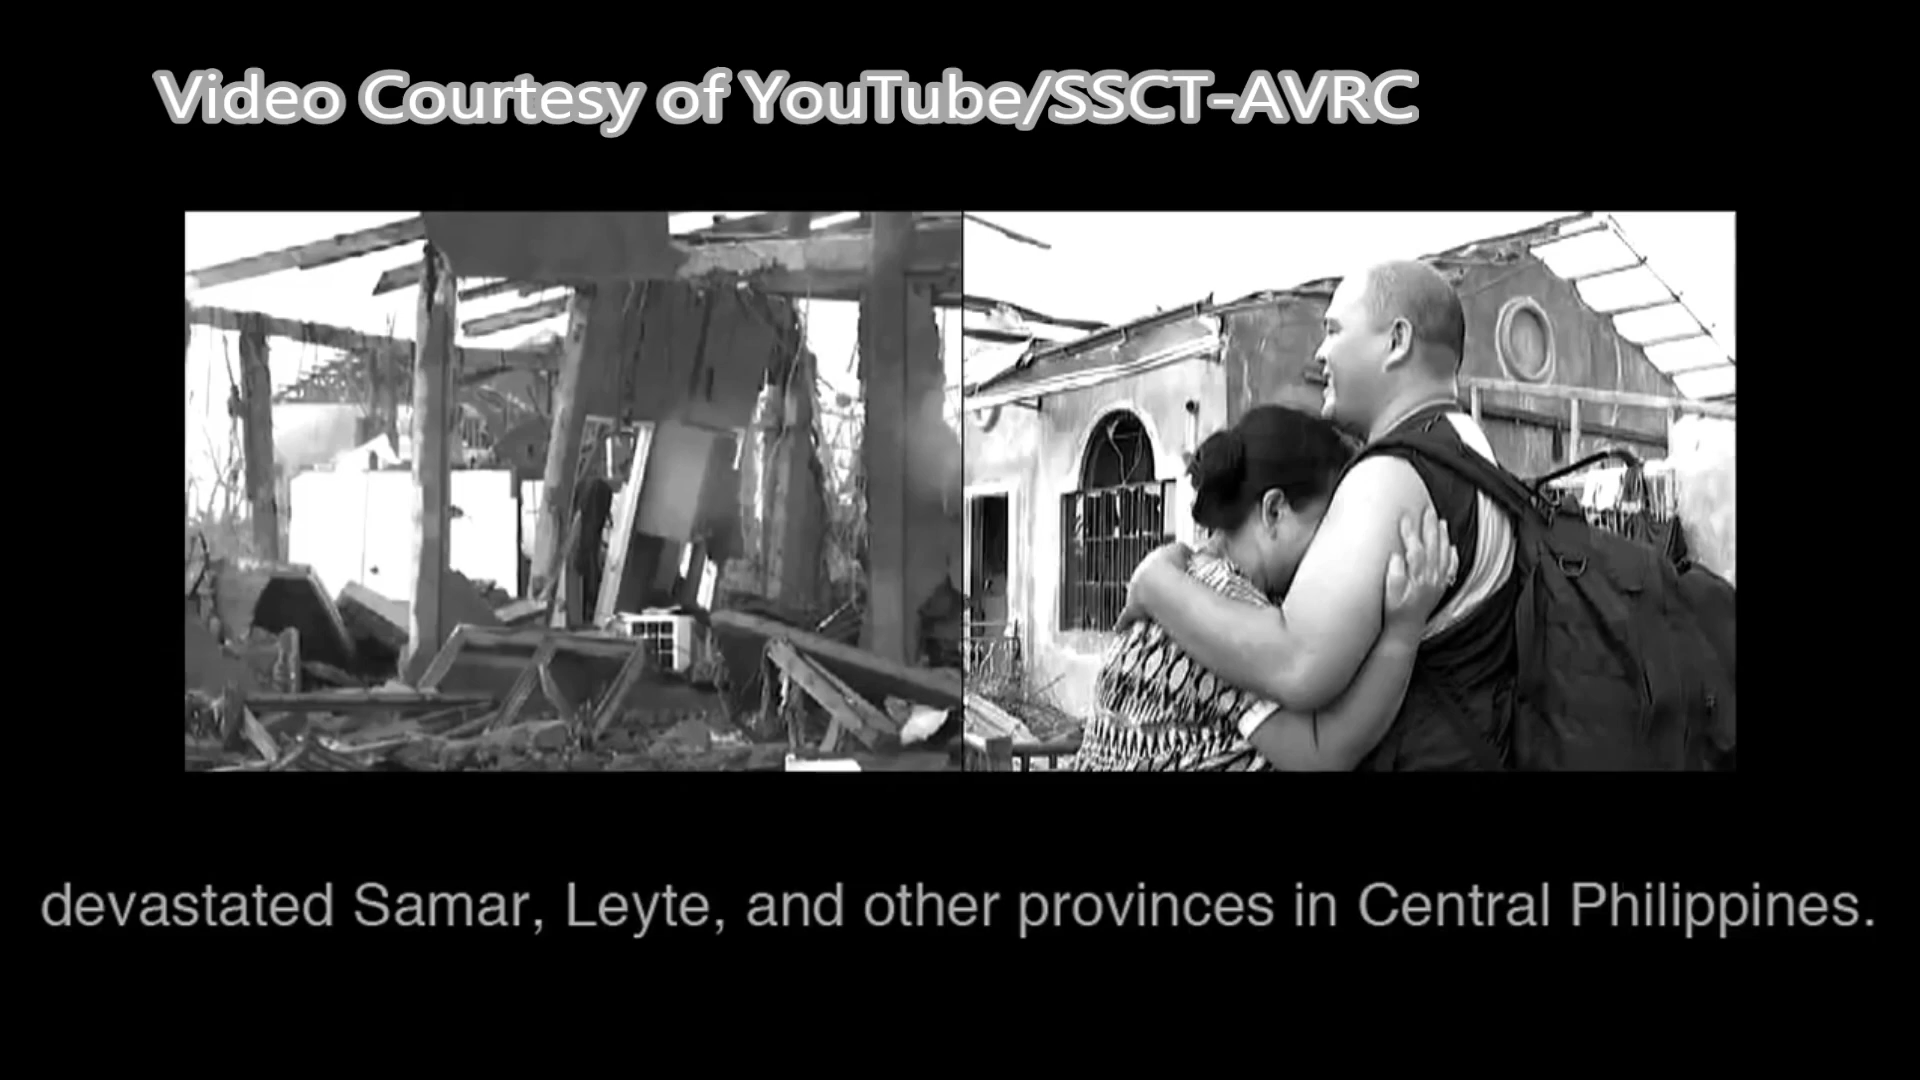 Video Courtesy of YouTube/SSCT-AVRC
devastated Samar, Leyte, and other provinces in Central Philippines.